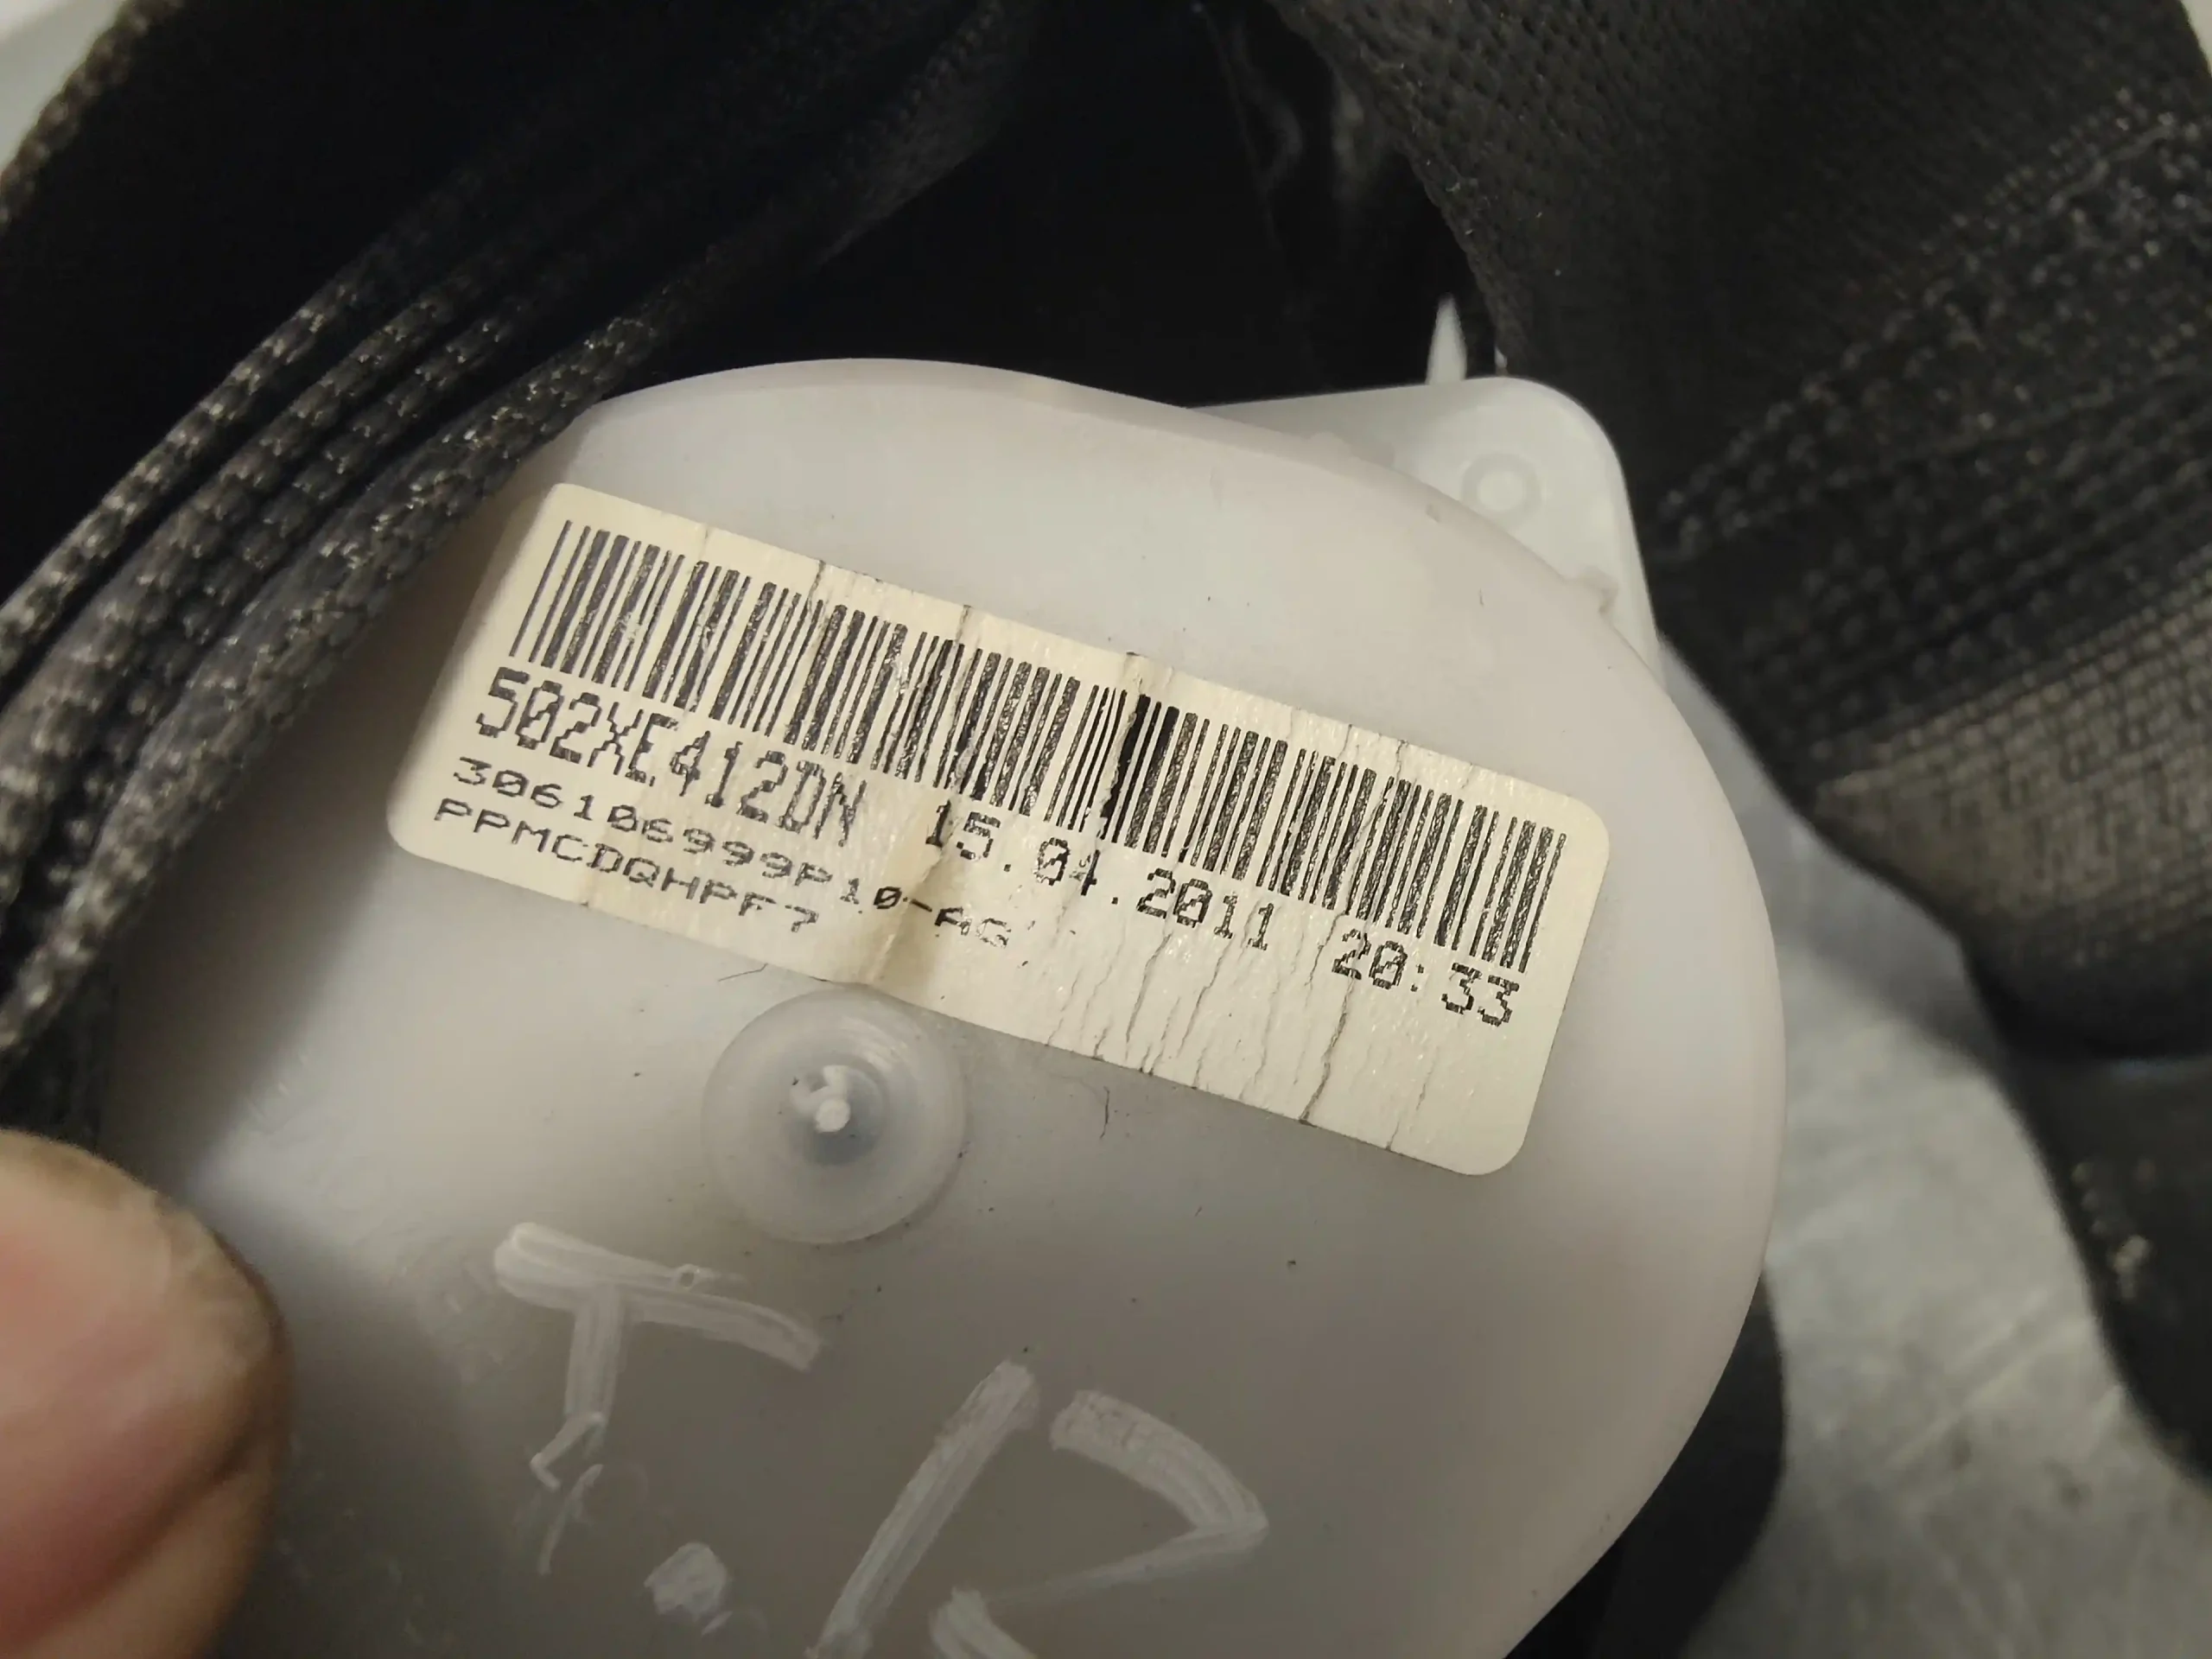 502XE412DN 15.04.2011 20:33
306106999P10-AG
PPMCDQHPF7
T.R